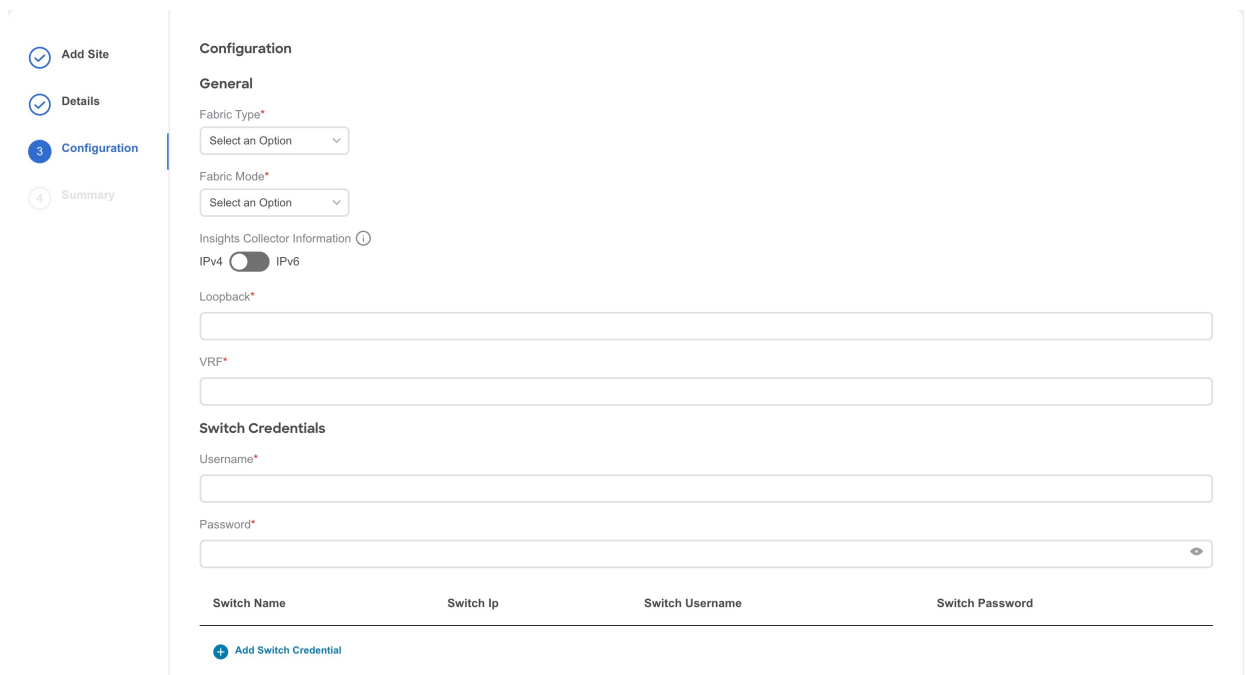 Add Site
Details
3 Configuration
4 Summary
Configuration
General
Fabric Type*
Select an Option
Fabric Mode*
Select an Option
Insights Collector Information i
IPv4 IPv6
Loopback*
VRF*
Switch Credentials
Username*
Password*
Switch Name Switch Ip Switch Username Switch Password
Add Switch Credential